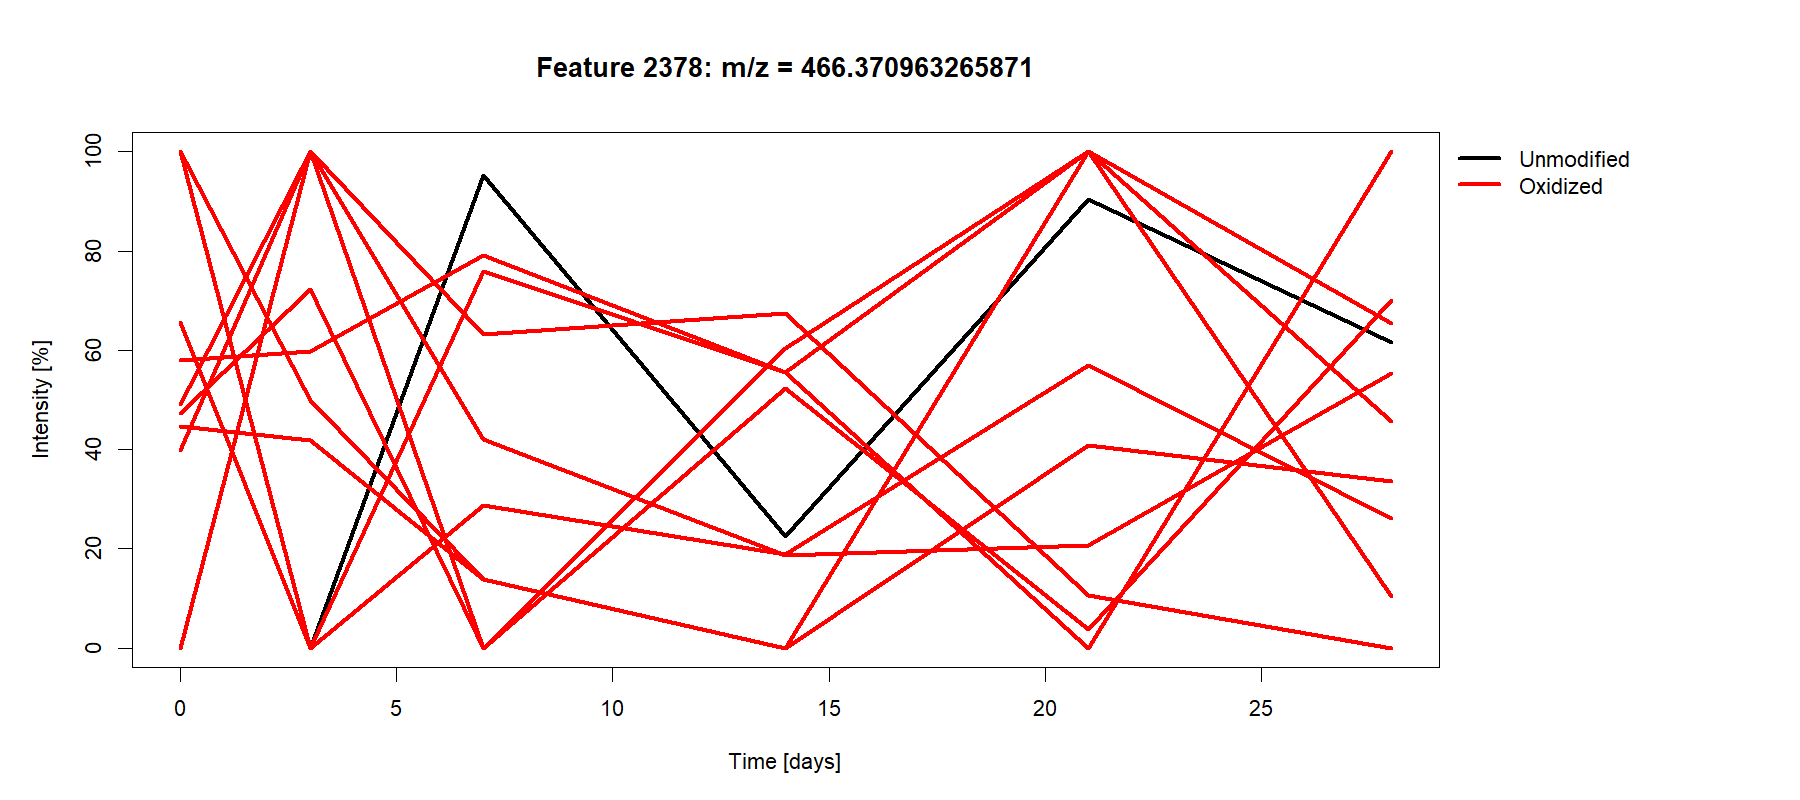 Feature 2378: m/z = 466.370963265871
Unmodified
Oxidized
Intensity [%]
100
80
60
40
20
0
0 5 10 15 20 25
Time [days]